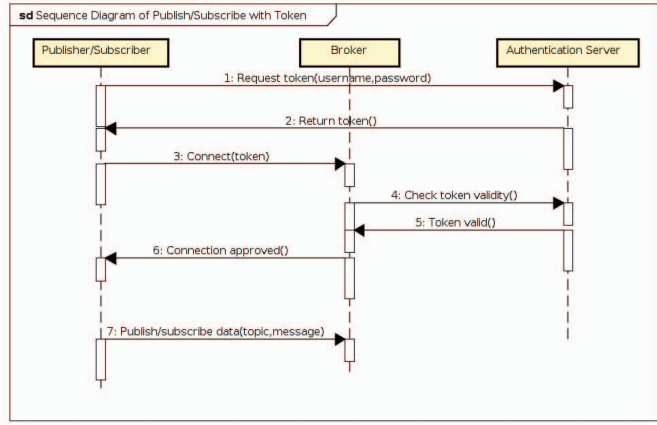 sd Sequence Diagram of Publish/Subscribe with Token
Publisher/Subscriber
Broker
Authentication Server
1: Request token(username,password)
2: Return token()
3: Connect(token)
4: Check token validity()
5: Token valid()
6: Connection approved()
7: Publish/subscribe data(topic,message)